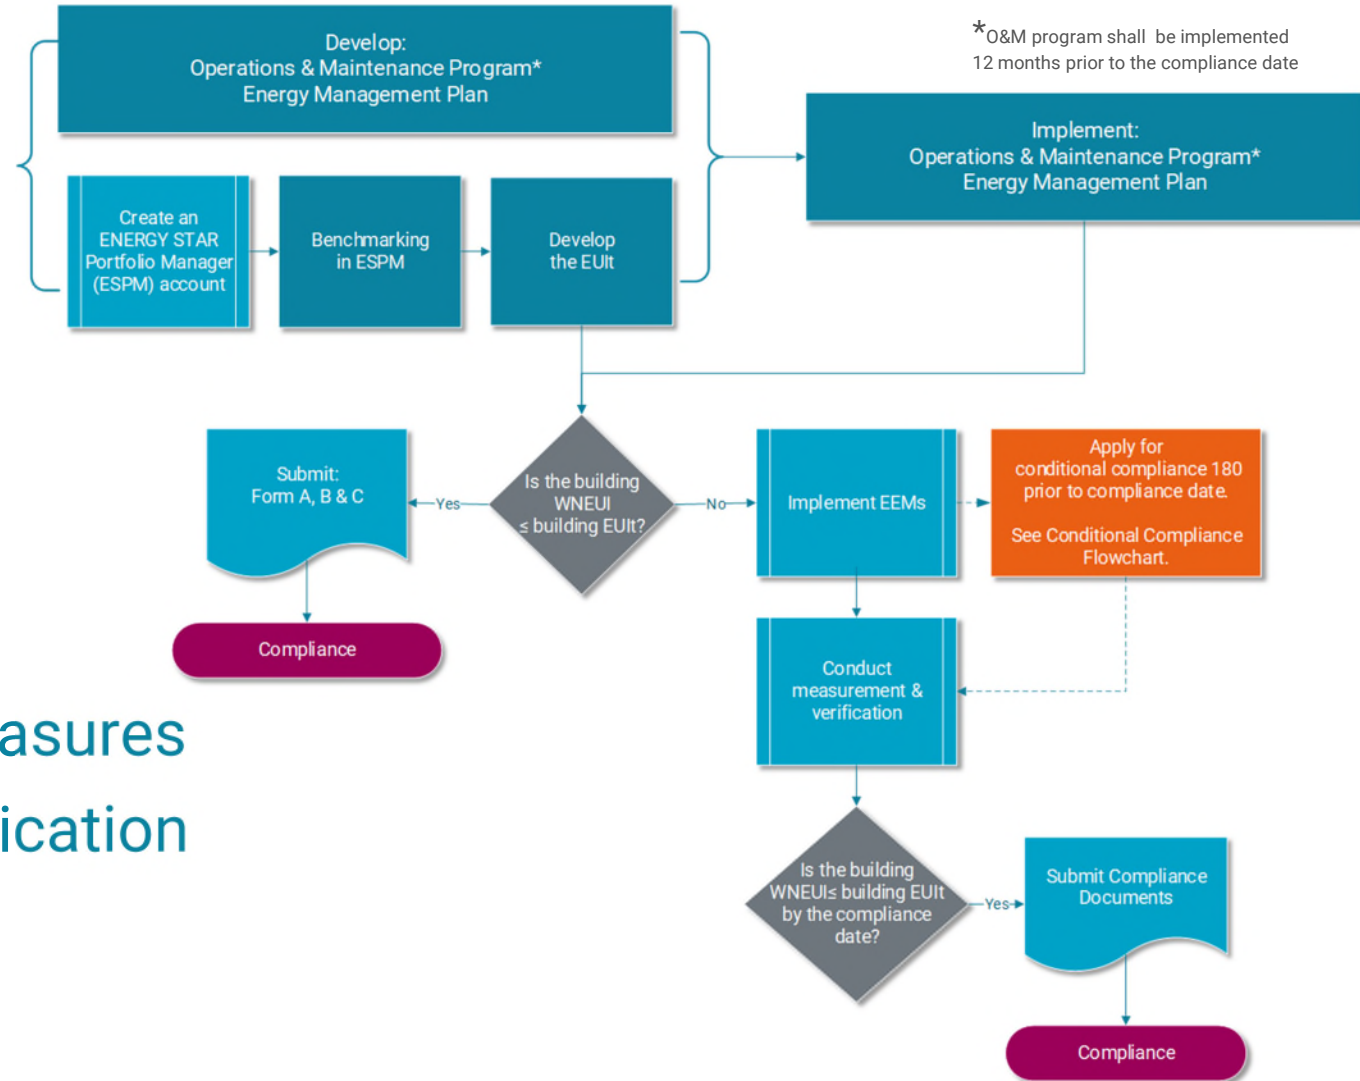 *O&M program shall be implemented
12 months prior to the compliance date
Develop:
Operations & Maintenance Program*
Energy Management Plan
Implement:
Operations & Maintenance Program*
Energy Management Plan
Create an
ENERGY STAR
Portfolio Manager
(ESPM) account
Benchmarking
in ESPM
Develop
the EUIt
Submit:
Form A, B & C
Yes
Is the building
WNEUI
≤ building EUIt?
No
Implement EEMs
Apply for
conditional compliance 180
prior to compliance date.
See Conditional Compliance
Flowchart.
Compliance
Conduct
measurement &
verification
asures
ication
Is the building
WNEUI≤ building EUIt
by the compliance
date?
Yes
Submit Compliance
Documents
Compliance